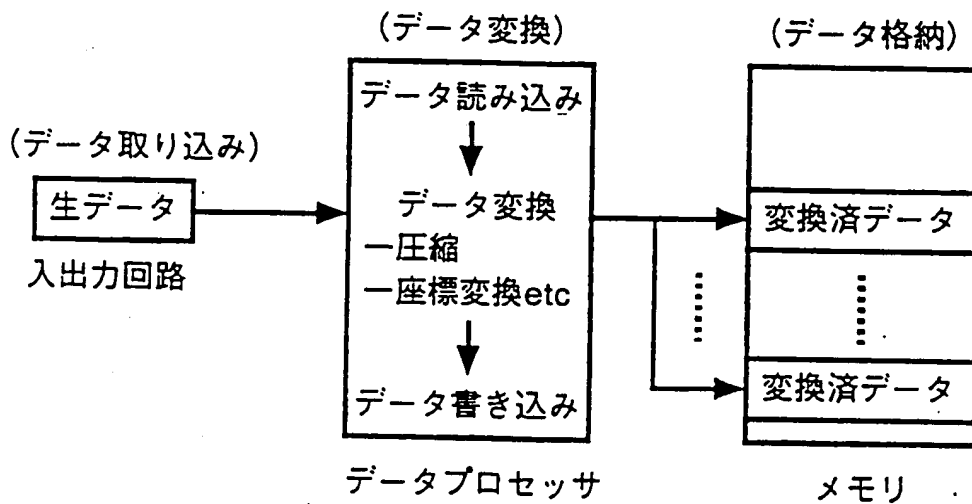 (データ取り込み)
生データ
入出力回路
(データ変換)
データ読み込み
データ変換
―圧縮
―座標変換etc
データ書き込み
データプロセッサ
(データ格納)
変換済データ
変換済データ
メモリ